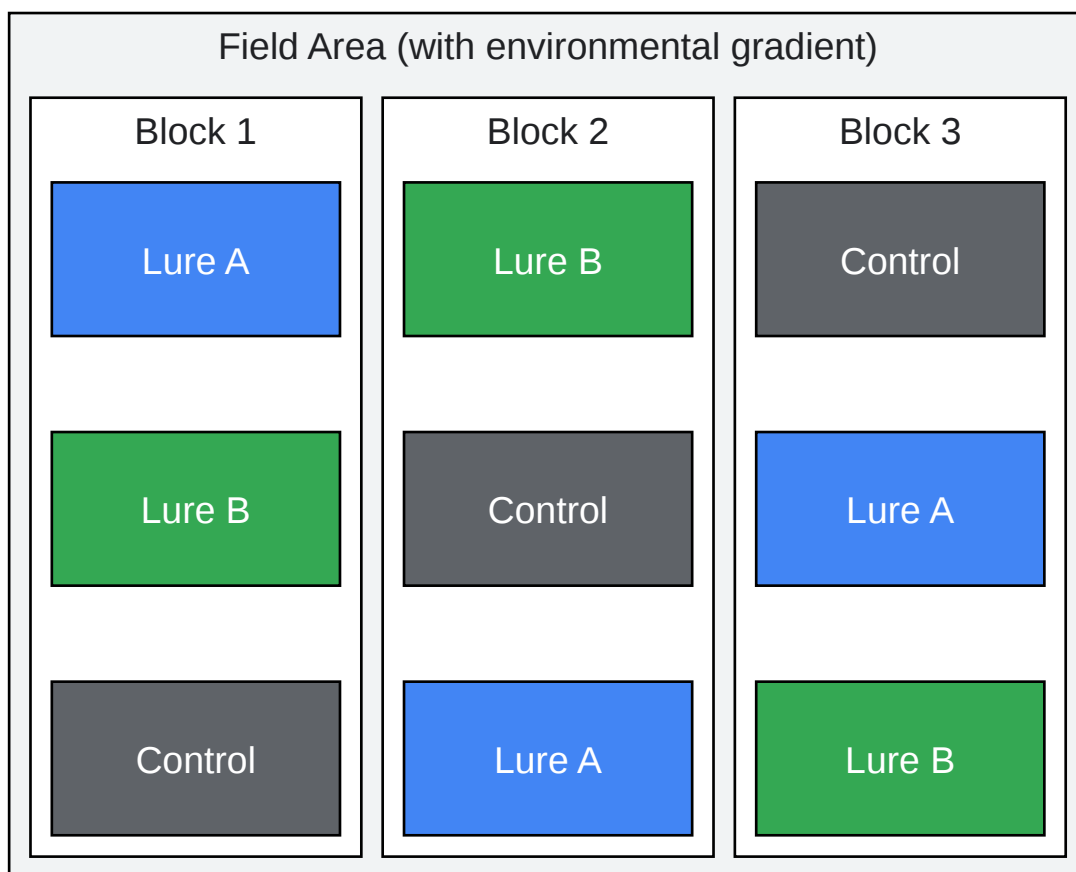 Field Area (with environmental gradient)
Block 1
Lure A
Lure B
Control
Block 2
Lure B
Control
Lure A
Block 3
Control
Lure A
Lure B